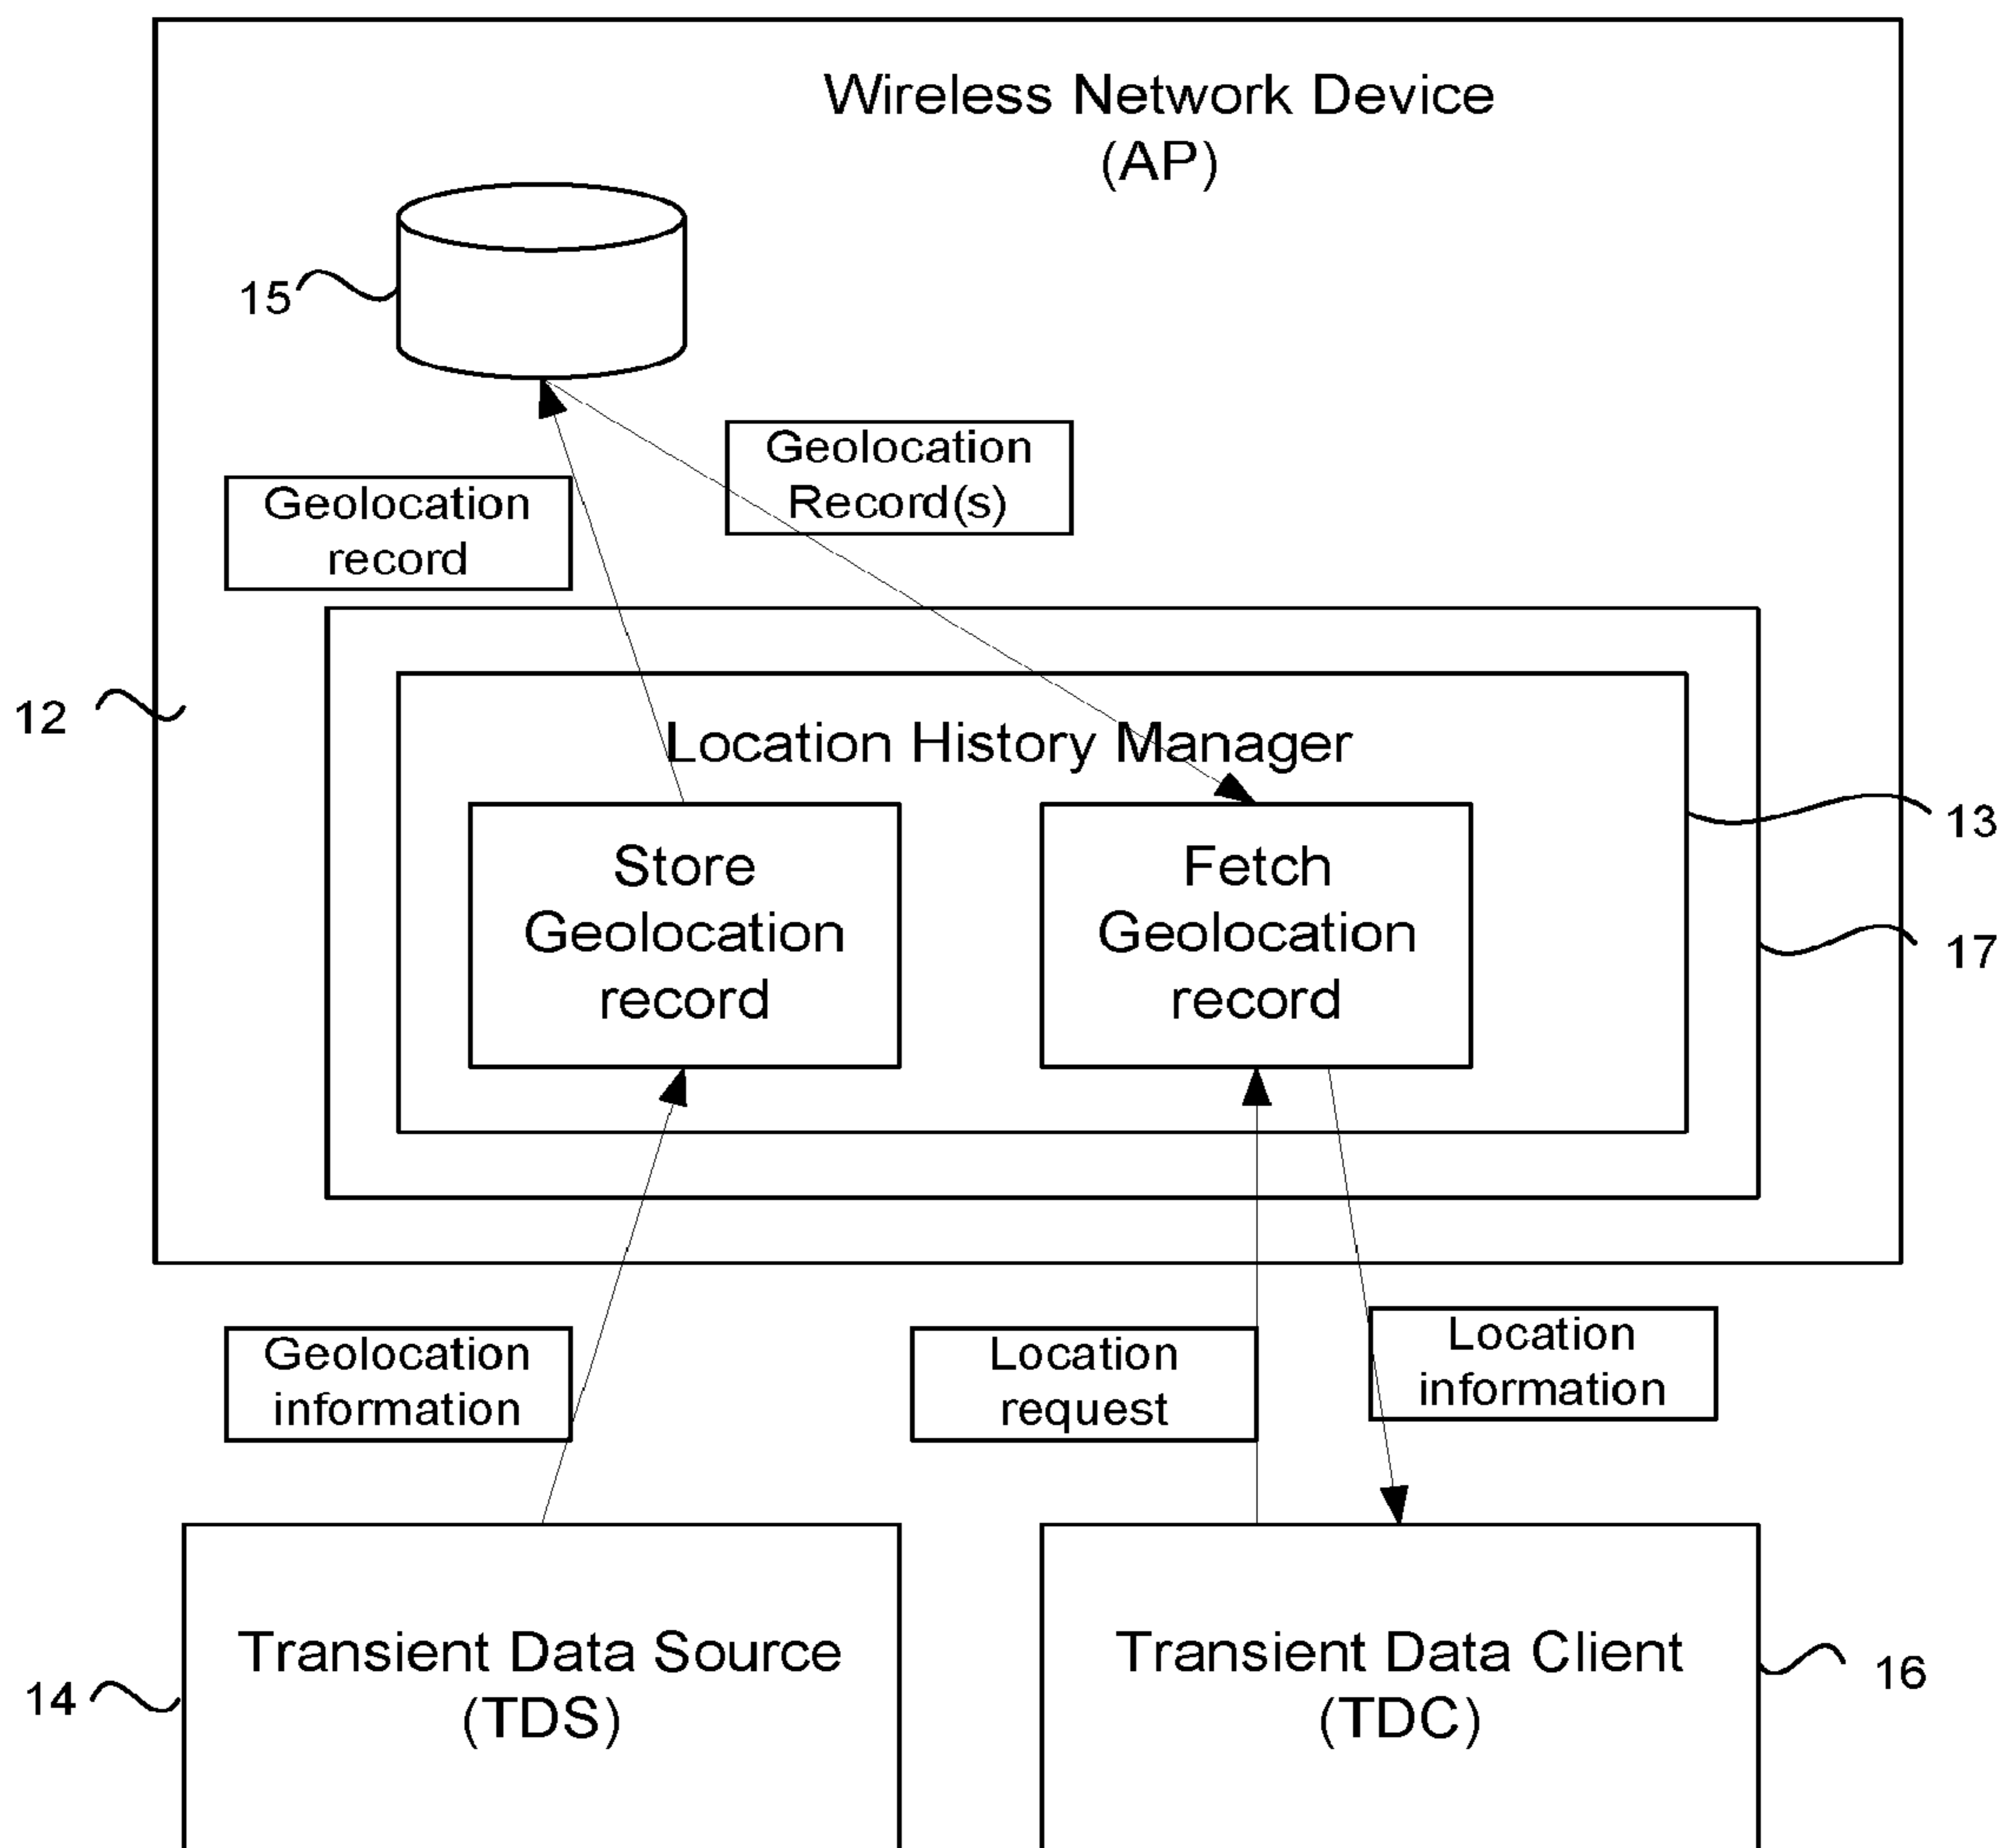 Wireless Network Device
(AP)
15
Geolocation
Record(s)
Geolocation
record
12
Location History Manager
13
Store
Geolocation
record
Fetch
Geolocation
record
17
Geolocation
information
Location
request
Location
information
14
Transient Data Source
(TDS)
Transient Data Client
(TDC)
16